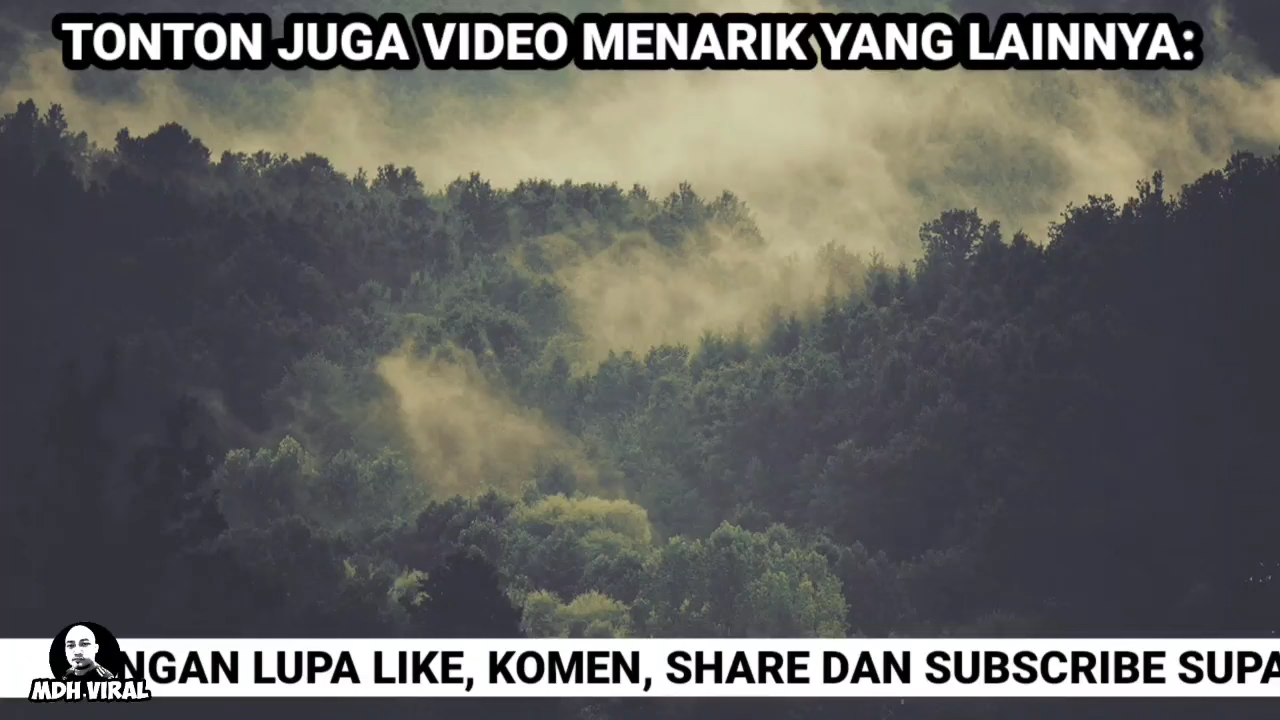 TONTON JUGA VIDEO MENARIK YANG LAINNYA:
NGAN LUPA LIKE, KOMEN, SHARE DAN SUBSCRIBE SUPA
MDH VIRAL